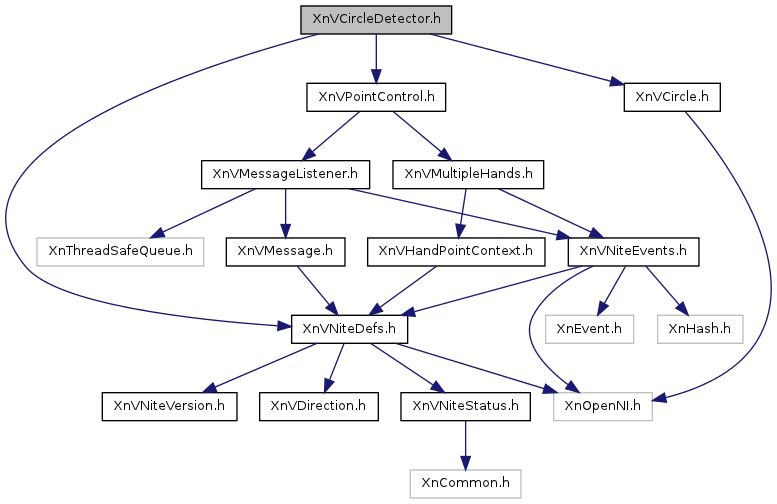 XnVCircleDetector.h
XnVPointControl.h
XnVCircle.h
XnVMessageListener.h
XnVMultipleHands.h
XnThreadSafeQueue.h
XnVMessage.h
XnVHandPointContext.h
XnVNiteEvents.h
XnVNiteDefs.h
XnEvent.h
XnHash.h
XnVNiteVersion.h
XnVDirection.h
XnVNiteStatus.h
XnOpenNI.h
XnCommon.h